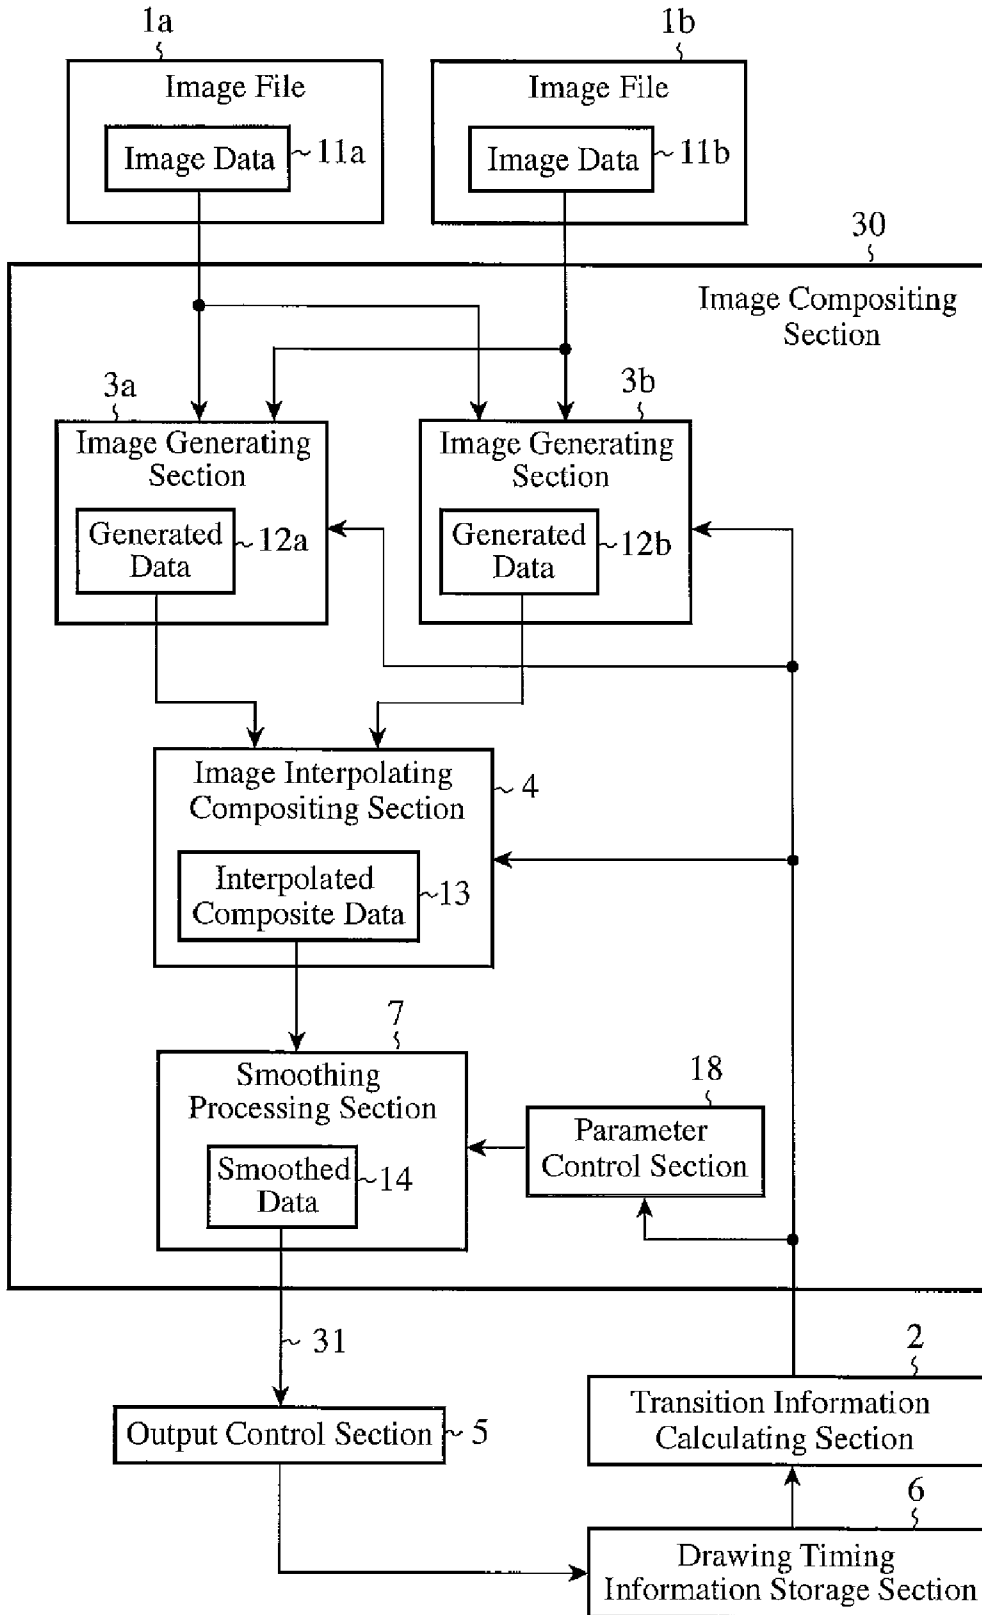 1a
1b
Image File
Image File
Image Data
11a
Image Data
11b
30
Image Compositing
Section
3a
3b
Image Generating
Section
Image Generating
Section
Generated
Data
12a
Generated
Data
12b
Image Interpolating
Compositing Section
4
Interpolated
Composite Data
13
7
Smoothing
Processing Section
18
Parameter
Control Section
Smoothed
Data
14
31
2
Transition Information
Calculating Section
Output Control Section
5
6
Drawing Timing
Information Storage Section